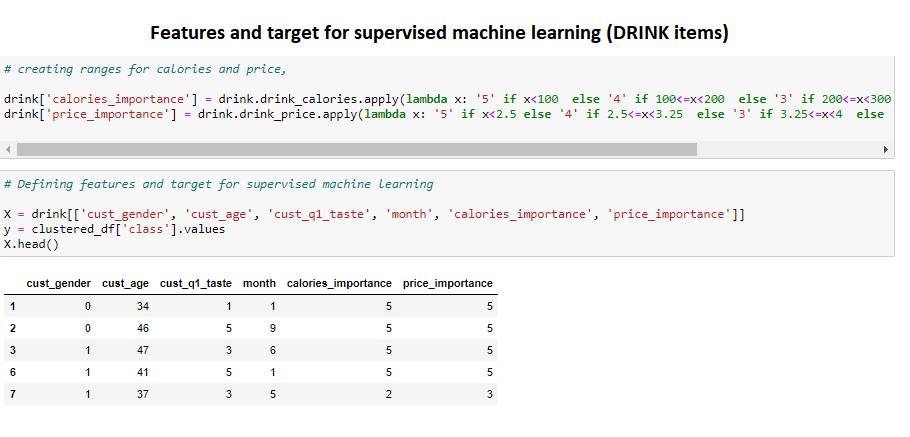 Features and target for supervised machine learning (DRINK items)
# creating ranges for calories and price,
drink['calories_importance'] = drink.drink_calories.apply(lambda x: '5' if x<100  else '4' if 100<=x<200  else '3' if 200<=x<300
drink['price_importance'] = drink.drink_price.apply(lambda x: '5' if x<2.5 else '4' if 2.5<=x<3.25  else '3' if 3.25<=x<4  else
# Defining features and target for supervised machine learning
X = drink[['cust_gender', 'cust_age', 'cust_q1_taste', 'month', 'calories_importance', 'price_importance']]
y = clustered_df['class'].values
X.head()
cust_gender cust_age cust_q1_taste month calories_importance price_importance
1 0 34 1 1 5 5
2 0 46 5 9 5 5
3 1 47 3 6 5 5
6 1 41 5 1 5 5
7 1 37 3 5 2 3